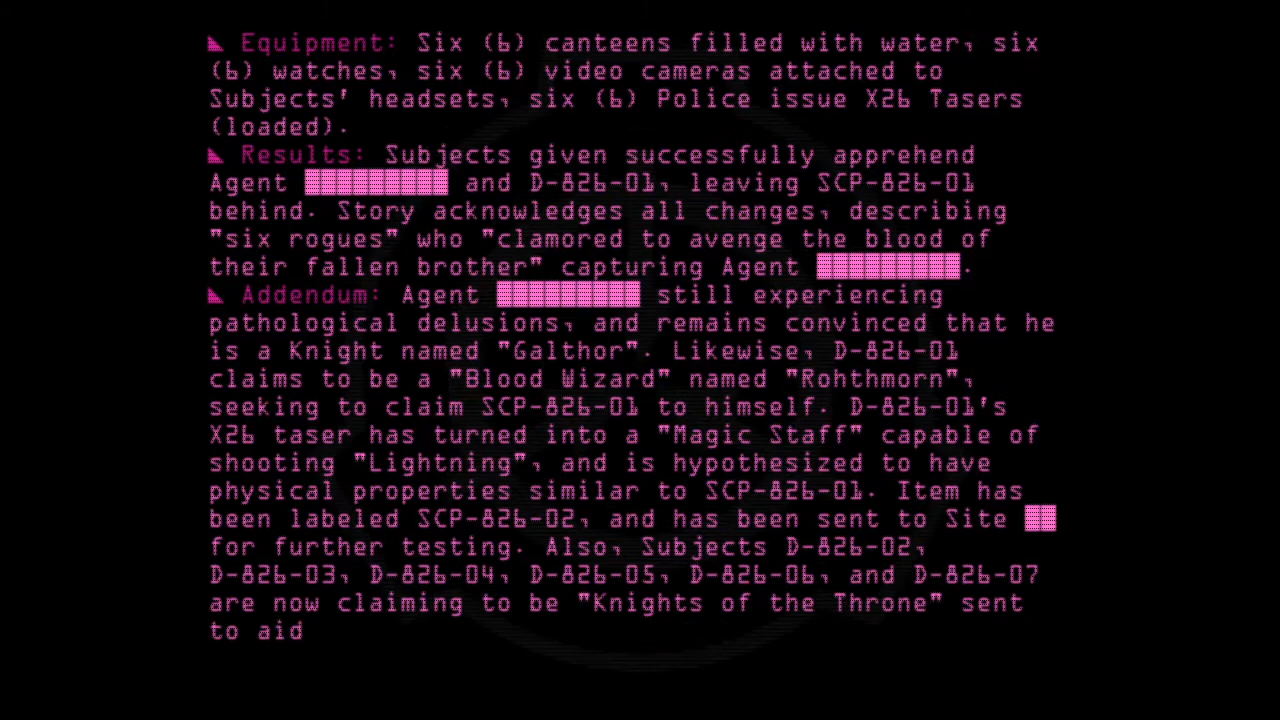 ◣ Equipment: Six (6) canteens filled with water, six
(6) watches, six (6) video cameras attached to
Subjects' headsets, six (6) Police issue X26 Tasers
(loaded).
◣ Results: Subjects given successfully apprehend
Agent █████████ and D-826-01, leaving SCP-826-01
behind. Story acknowledges all changes, describing
"six rogues" who "clamored to avenge the blood of
their fallen brother" capturing Agent █████████.
◣ Addendum: Agent █████████ still experiencing
pathological delusions, and remains convinced that he
is a Knight named "Galthor". Likewise, D-826-01
claims to be a "Blood Wizard" named "Rohthmorn",
seeking to claim SCP-826-01 to himself. D-826-01's
X26 taser has turned into a "Magic Staff" capable of
shooting "Lightning", and is hypothesized to have
physical properties similar to SCP-826-01. Item has
been labeled SCP-826-02, and has been sent to Site ██
for further testing. Also, Subjects D-826-02,
D-826-03, D-826-04, D-826-05, D-826-06, and D-826-07
are now claiming to be "Knights of the Throne" sent
to aid